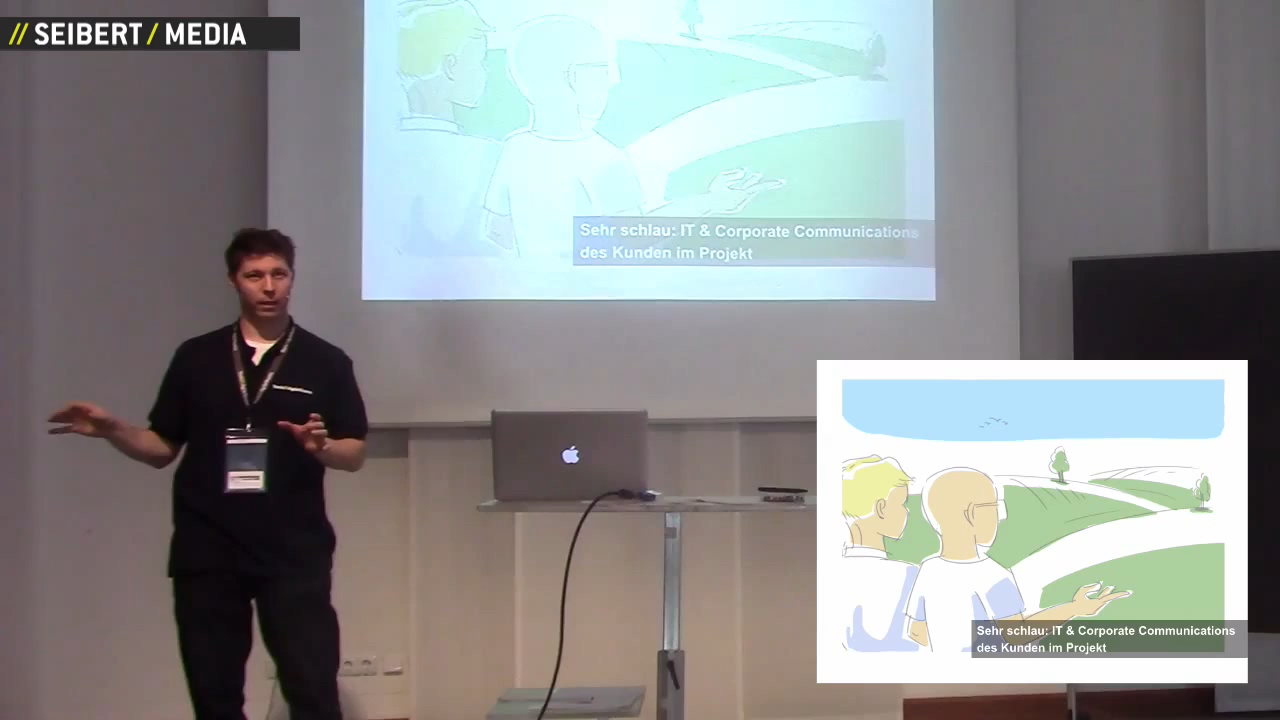 // SEIBERT / MEDIA
Sehr schlau: IT & Corporate Communications
des Kunden im Projekt
Sehr schlau: IT & Corporate Communications
des Kunden im Projekt